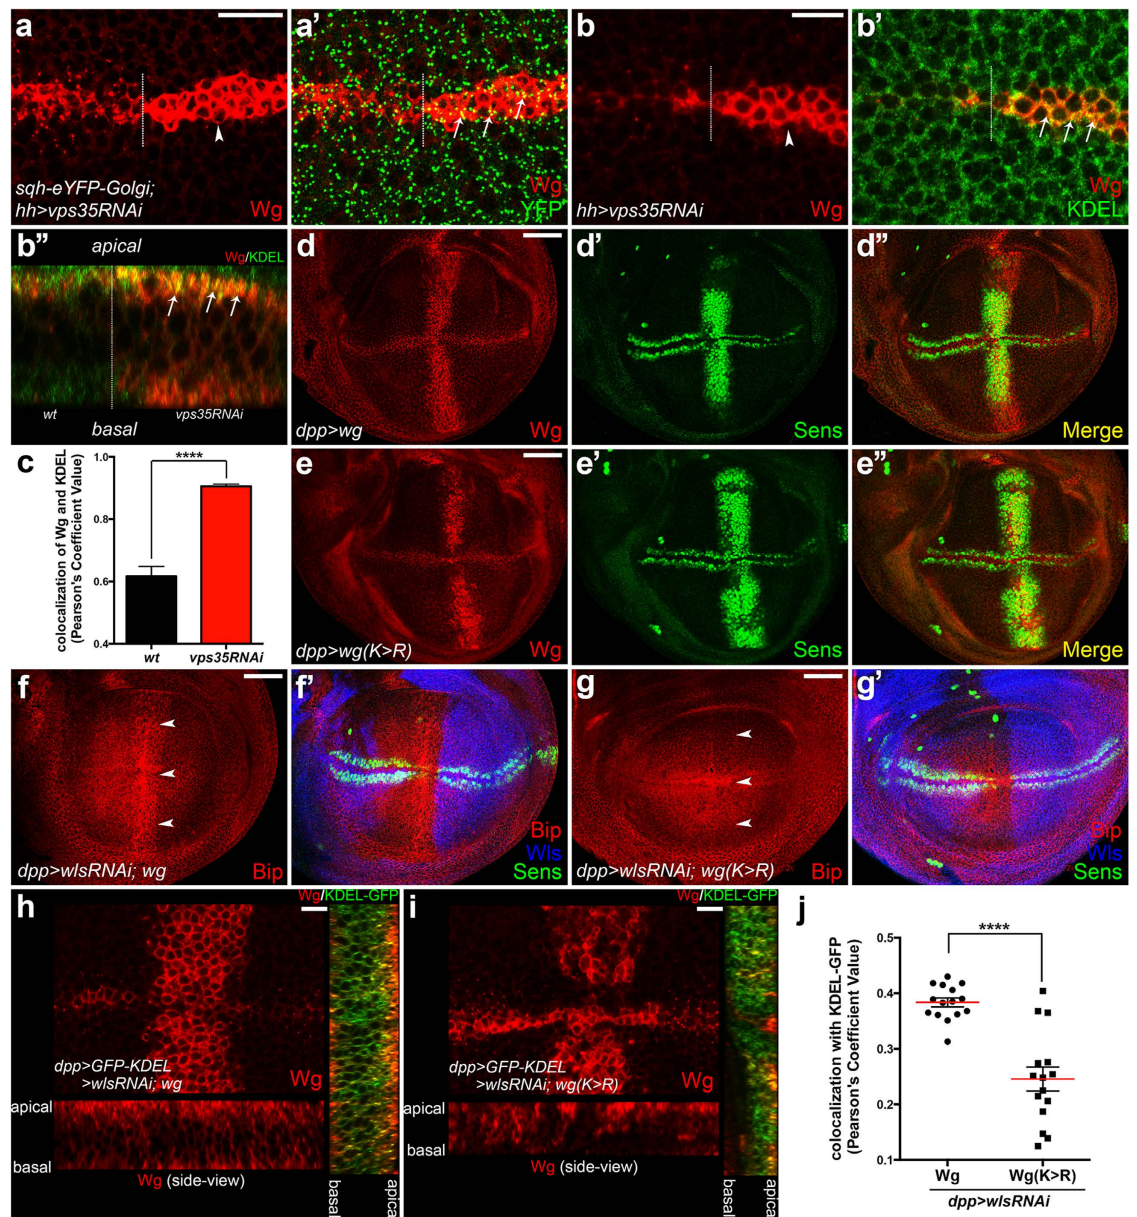 a
sqh-eYFP-Golgi;
hh>vps35RNAi
Wg
a’
Wg
YFP
b
hh>vps35RNAi
Wg
b’
Wg
KDEL
b”
apical
Wg/KDEL
wt
vps35RNAi
basal
d
dpp>wg
Wg
d’
Sens
d”
Merge
c
colocalization of Wg and KDEL
(Pearson's Coefficient Value)
1.0
0.8
0.6
0.4
****
wt
vps35RNAi
e
dpp>wg(K>R)
Wg
e’
Sens
e”
Merge
f
dpp>wlsRNAi; wg
Bip
f’
Bip
Wls
Sens
g
dpp>wlsRNAi; wg(K>R)
Bip
g’
Bip
Wls
Sens
h
Wg/KDEL-GFP
dpp>GFP-KDEL
>wlsRNAi; wg
Wg
apical
basal
Wg (side-view)
basal
apical
i
Wg/KDEL-GFP
dpp>GFP-KDEL
>wlsRNAi; wg(K>R)
Wg
apical
basal
Wg (side-view)
basal
apical
j
colocalization with KDEL-GFP
(Pearson's Coefficient Value)
0.5
0.4
0.3
0.2
0.1
****
Wg
Wg(K>R)
dpp>wlsRNAi